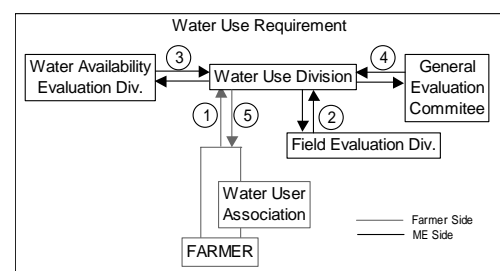 Water Use Requirement
Water Availability
Evaluation Div.
3
Water Use Division
4
General
Evaluation
Commitee
1
5
2
Field Evaluation Div.
Water User
Association
FARMER
Farmer Side
ME Side